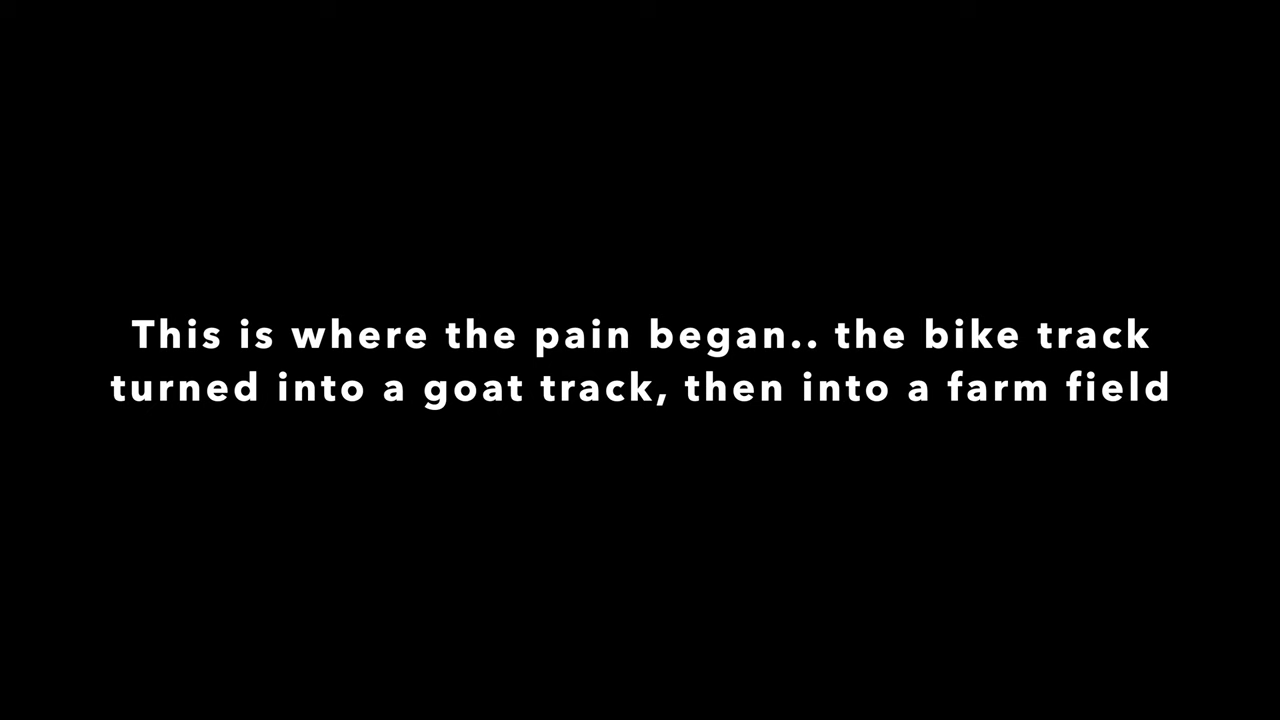 This is where the pain began.. the bike track
turned into a goat track, then into a farm field